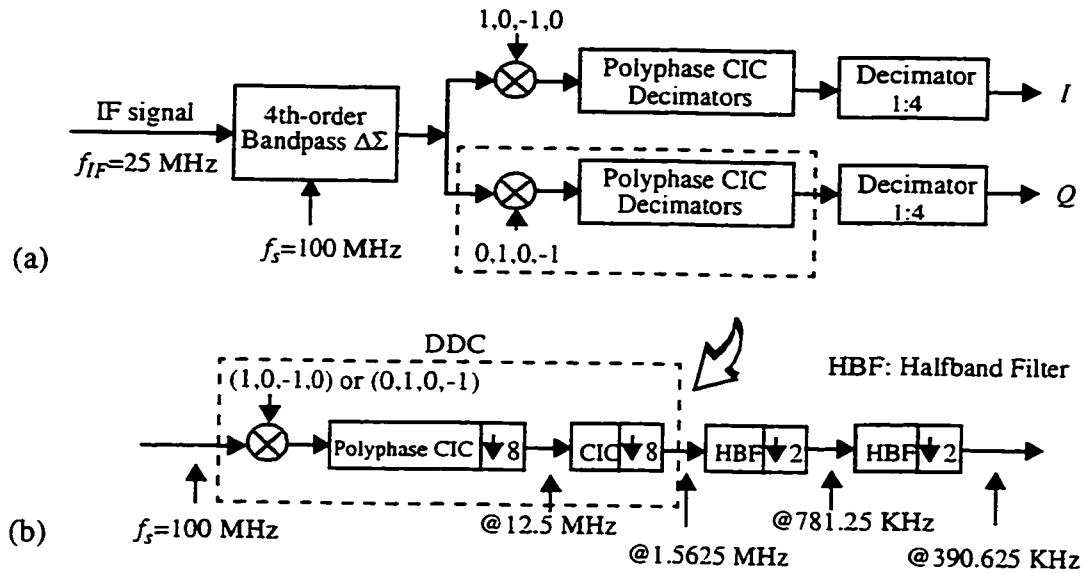 1,0,-1,0
Polyphase CIC
Decimators
Decimator
1:4
I
IF signal
f_IF=25 MHz
4th-order
Bandpass ΔΣ
Polyphase CIC
Decimators
Decimator
1:4
Q
0,1,0,-1
f_s=100 MHz
(a)
DDC
(1,0,-1,0) or (0,1,0,-1)
HBF: Halfband Filter
Polyphase CIC ↓ 8
CIC ↓ 8
HBF ↓ 2
HBF ↓ 2
f_s=100 MHz
@12.5 MHz
@1.5625 MHz
@781.25 KHz
@390.625 KHz
(b)